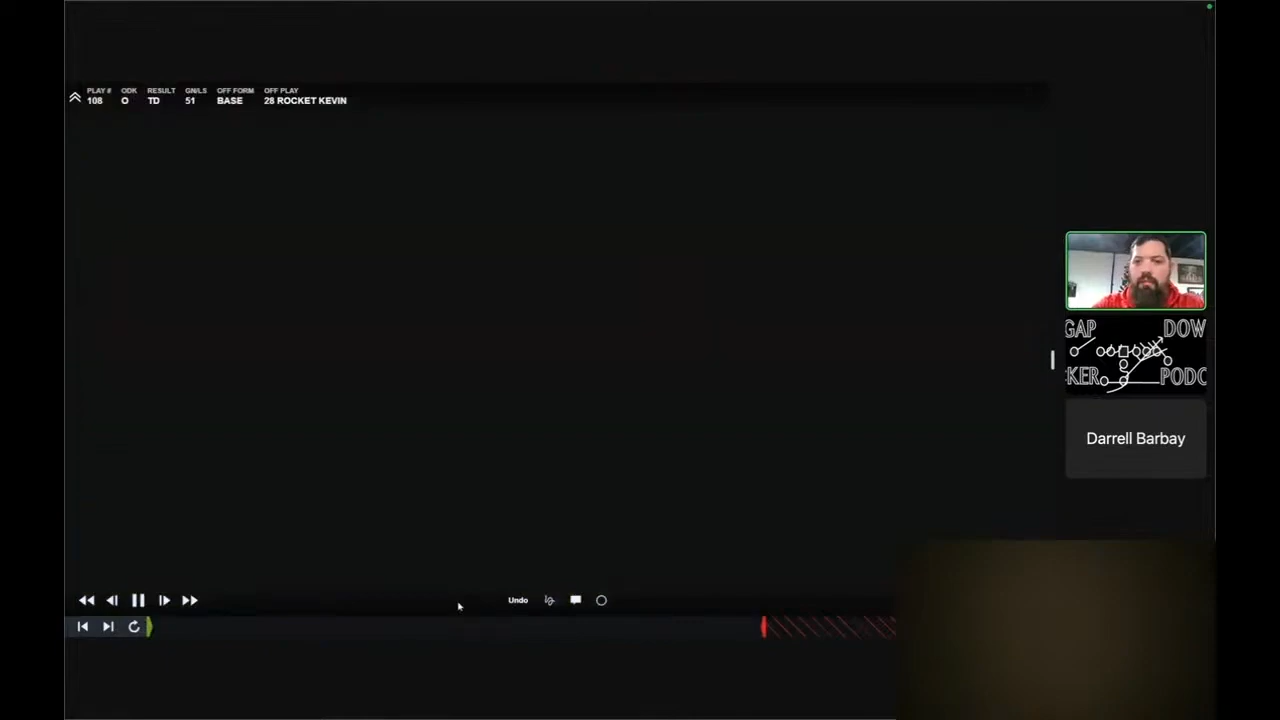 PLAY # ODK RESULT GN/LS OFF FORM OFF PLAY
108 O TD 51 BASE 28 ROCKET KEVIN
GAP DOW
KER PODC
Darrell Barbay
Undo